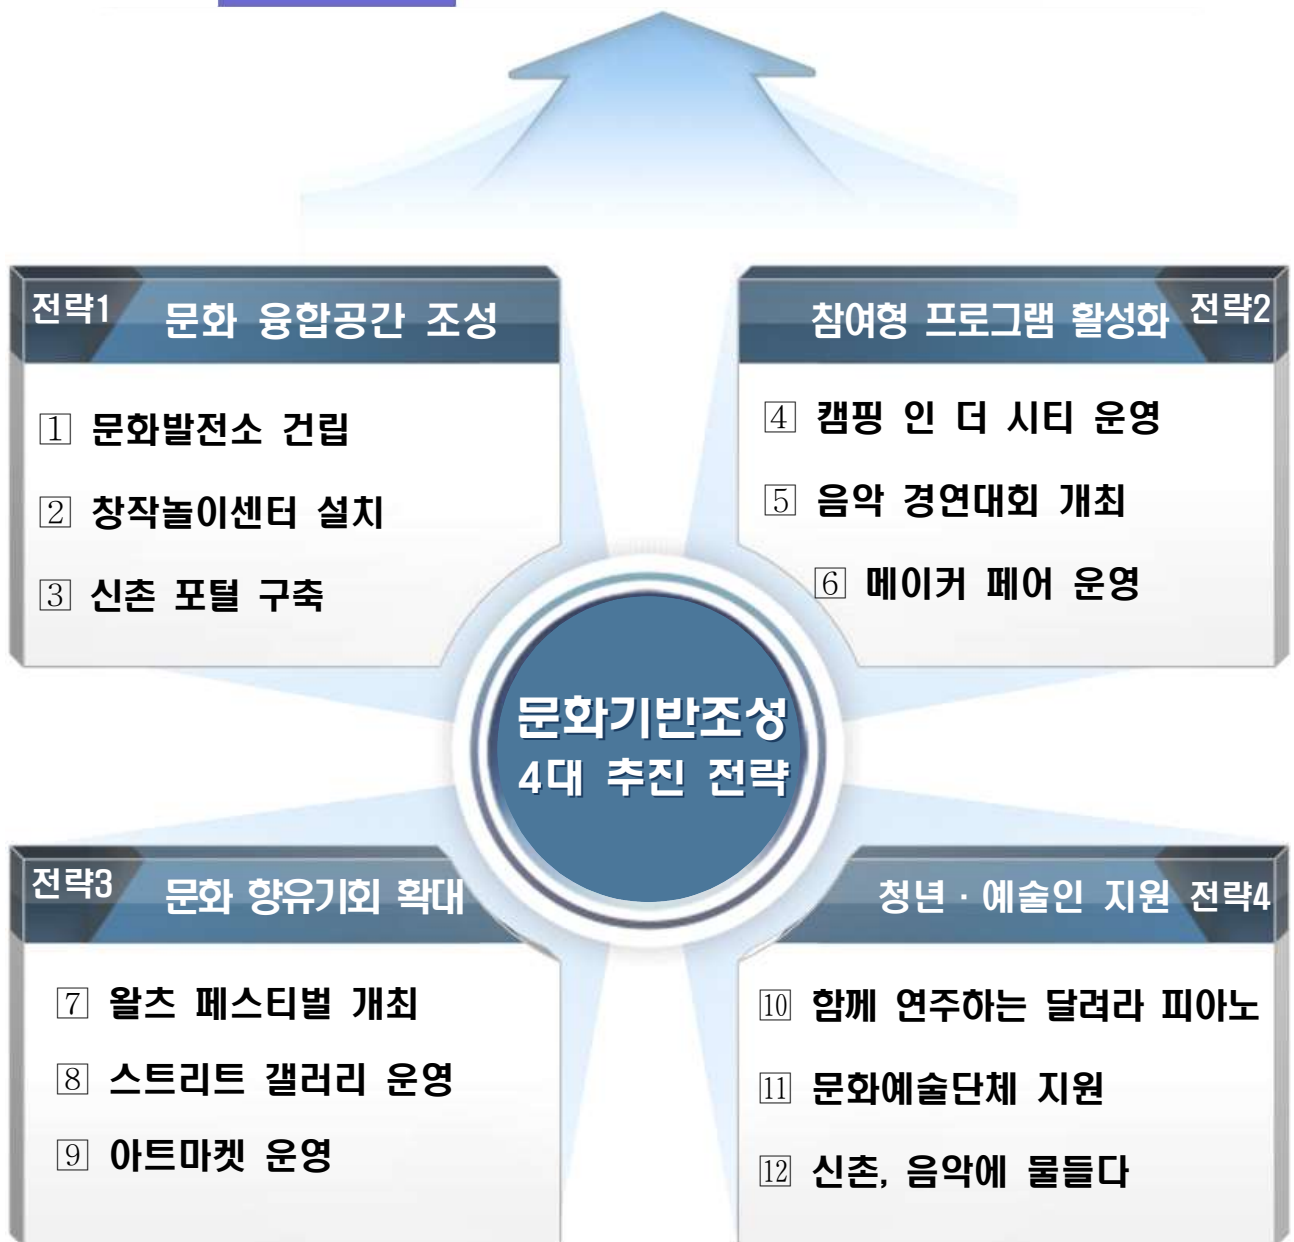 전략1 문화 융합공간 조성
1 문화발전소 건립
2 창작놀이센터 설치
3 신촌 포털 구축
참여형 프로그램 활성화 전략2
4 캠핑 인 더 시티 운영
5 음악 경연대회 개최
6 메이커 페어 운영
문화기반조성
4대 추진 전략
전략3 문화 향유기회 확대
7 왈츠 페스티벌 개최
8 스트리트 갤러리 운영
9 아트마켓 운영
청년·예술인 지원 전략4
10 함께 연주하는 달려라 피아노
11 문화예술단체 지원
12 신촌, 음악에 물들다